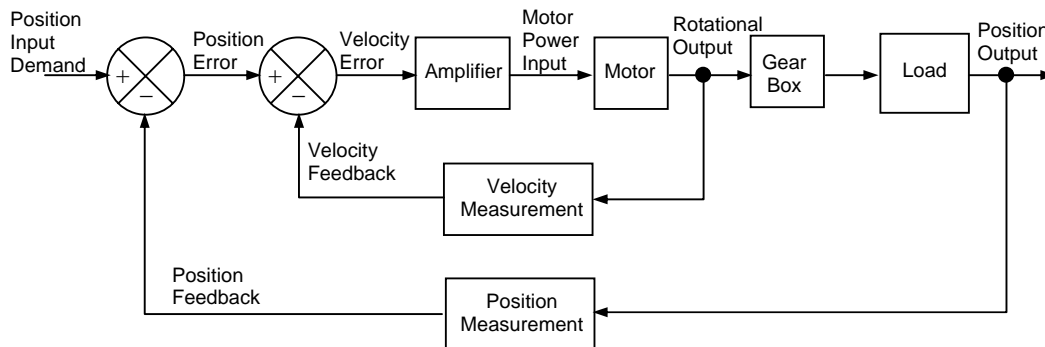 Position
Input
Demand
+
−
Position
Error
+
−
Velocity
Error
Amplifier
Motor
Power
Input
Motor
Rotational
Output
Gear
Box
Load
Position
Output
Velocity
Feedback
Velocity
Measurement
Position
Feedback
Position
Measurement